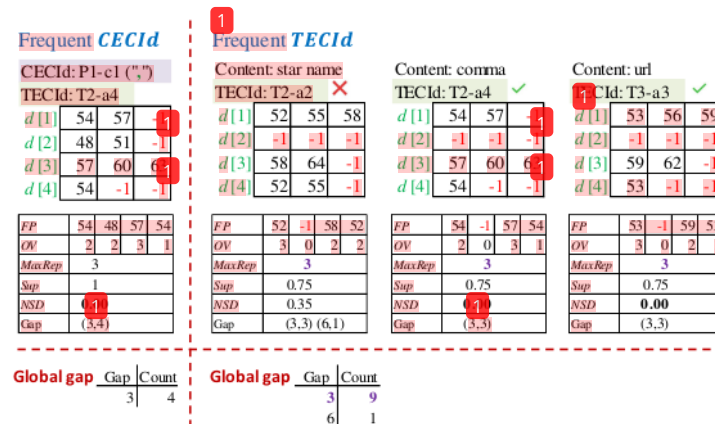 Frequent CECId
CECId: P1-c1 (",")
TECId: T2-a4
d [1] 54 57
d [2] 48 51 -1
d [3] 57 60
d [4] 54 -1 -1
FP 54 48 57 54
OV 2 2 3 1
MaxRep 3
Sup 1
NSD
Gap (3,4)
Global gap Gap Count
3 4
1
Frequent TECId
Content: star name
TECId: T2-a2
d [1] 52 55 58
d [2] -1 -1 -1
d [3] 58 64 -1
d [4] 52 55 -1
FP 52 -1 58 52
OV 3 0 2 2
MaxRep 3
Sup 0.75
NSD 0.35
Gap (3,3) (6,1)
Content: comma
TECId: T2-a4
d [1] 54 57
d [2] -1 -1 -1
d [3] 57 60
d [4] 54 -1 -1
FP 54 -1 57 54
OV 2 0 3 1
MaxRep 3
Sup 0.75
NSD
Gap (3,3)
Content: url
TECId: T3-a3
d [1] 53 56
d [2] -1 -1 -1
d [3] 59 62 -1
d [4] 53 -1
FP 53 -1 59
OV 3 0 2
MaxRep 3
Sup 0.75
NSD 0.00
Gap (3,3)
Global gap Gap Count
3 9
6 1